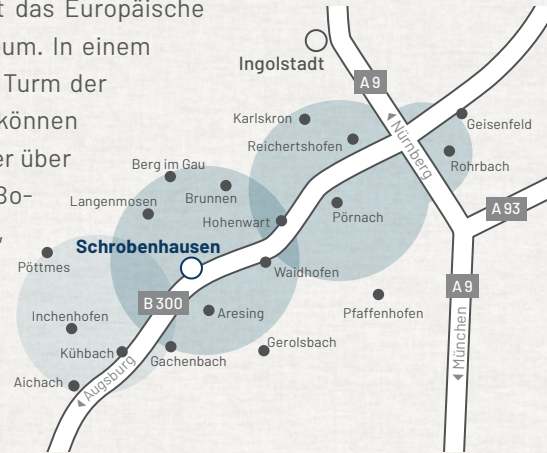 t das Europäische
um. In einem
Turm der
können
er über
Bo-
Ingolstadt
A 9
Karlskron
Geisenfeld
Reichertshofen
Nürnberg
Rohrbach
Berg im Gau
Brunnen
Langenmosen
Hohenwart
Pörnach
A 93
Schrobenhausen
Pöttmes
Waidhofen
A 9
B 300
Inchenhofen
Aresing
Pfaffenhofen
München
Kühbach
Gachenbach
Gerolsbach
Aichach
Augsburg